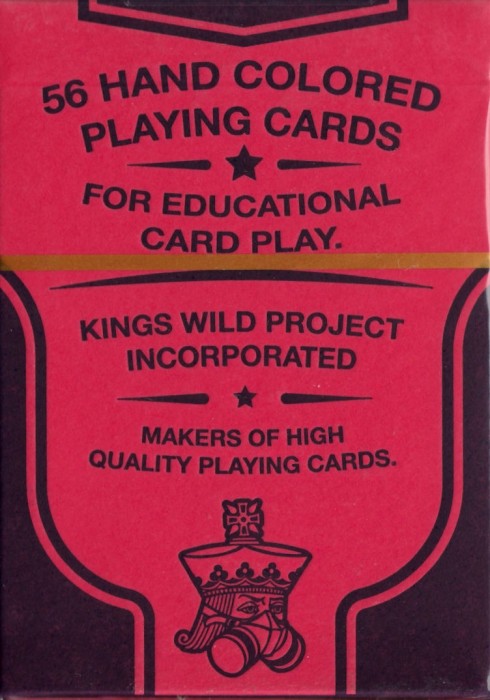 56 HAND COLORED
PLAYING CARDS
FOR EDUCATIONAL
CARD PLAY.
KINGS WILD PROJECT
INCORPORATED
MAKERS OF HIGH
QUALITY PLAYING CARDS.